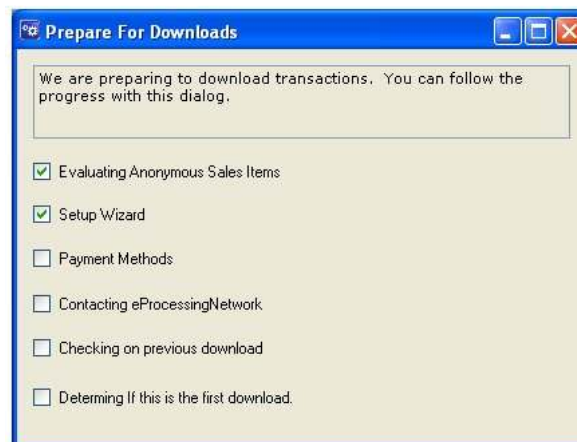 Prepare For Downloads
We are preparing to download transactions. You can follow the
progress with this dialog.
Evaluating Anonymous Sales Items
Setup Wizard
Payment Methods
Contacting eProcessingNetwork
Checking on previous download
Determing If this is the first download.